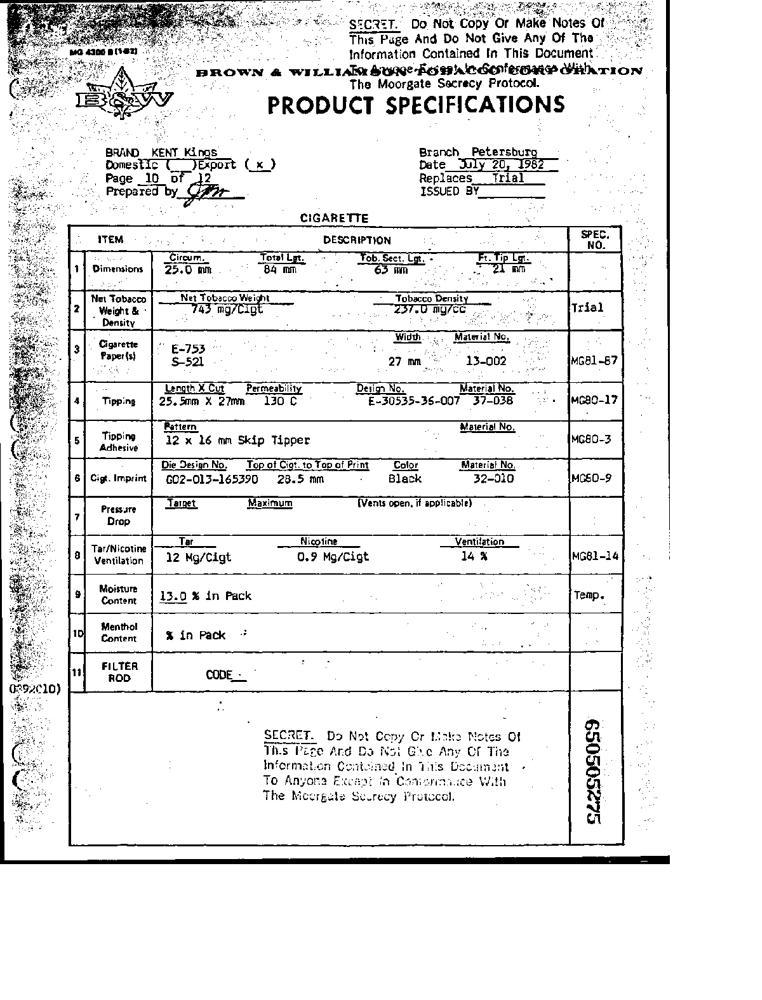 SECRET. Do Not Copy Or Make Notes Of
This Page And Do Not Give Any Of The
Information Contained In This Document
MG 4300 B (1-82)
BROWN & WILLIAMSON TOBACCO CORPORATION
To Anyone Except In Conformance With
The Moorgate Secrecy Protocol.
B&W
PRODUCT SPECIFICATIONS
BRAND KENT Kings
Domestic ( ) Export ( x )
Page 10 of 12
Prepared by
Branch Petersburg
Date July 20, 1982
Replaces Trial
ISSUED BY
CIGARETTE
ITEM DESCRIPTION SPEC. NO.
1 Dimensions
Circum. Total Lgt. Tob. Sect. Lgt. Ft. Tip Lgt.
25.0 mm 84 mm 63 mm 21 mm
2 Net Tobacco Weight & Density
Net Tobacco Weight Tobacco Density
743 mg/Cigt 237.0 mg/cc Trial
3 Cigarette Paper(s)
Width Material No.
E-753
S-521 27 mm 13-002 MG81-67
4 Tipping
Length X Cut Permeability Design No. Material No.
25.5mm X 27mm 130 C E-30535-36-007 37-038 MG80-17
5 Tipping Adhesive
Pattern Material No.
12 x 16 mm Skip Tipper MG80-3
6 Cigt. Imprint
Die Design No. Top of Cigt. to Top of Print Color Material No.
G02-013-165390 28.5 mm Black 32-010 MG80-9
7 Pressure Drop
Target Maximum (Vents open, if applicable)
8 Tar/Nicotine Ventilation
Tar Nicotine Ventilation
12 Mg/Cigt 0.9 Mg/Cigt 14 % MG81-14
9 Moisture Content
13.0 % in Pack Temp.
10 Menthol Content
% in Pack
11 FILTER ROD
CODE
0392C10)
SECRET. Do Not Copy Or Make Notes Of
This Page And Do Not Give Any Of The
Information Contained In This Document
To Anyone Except In Conformance With
The Moorgate Secrecy Protocol.
650505275